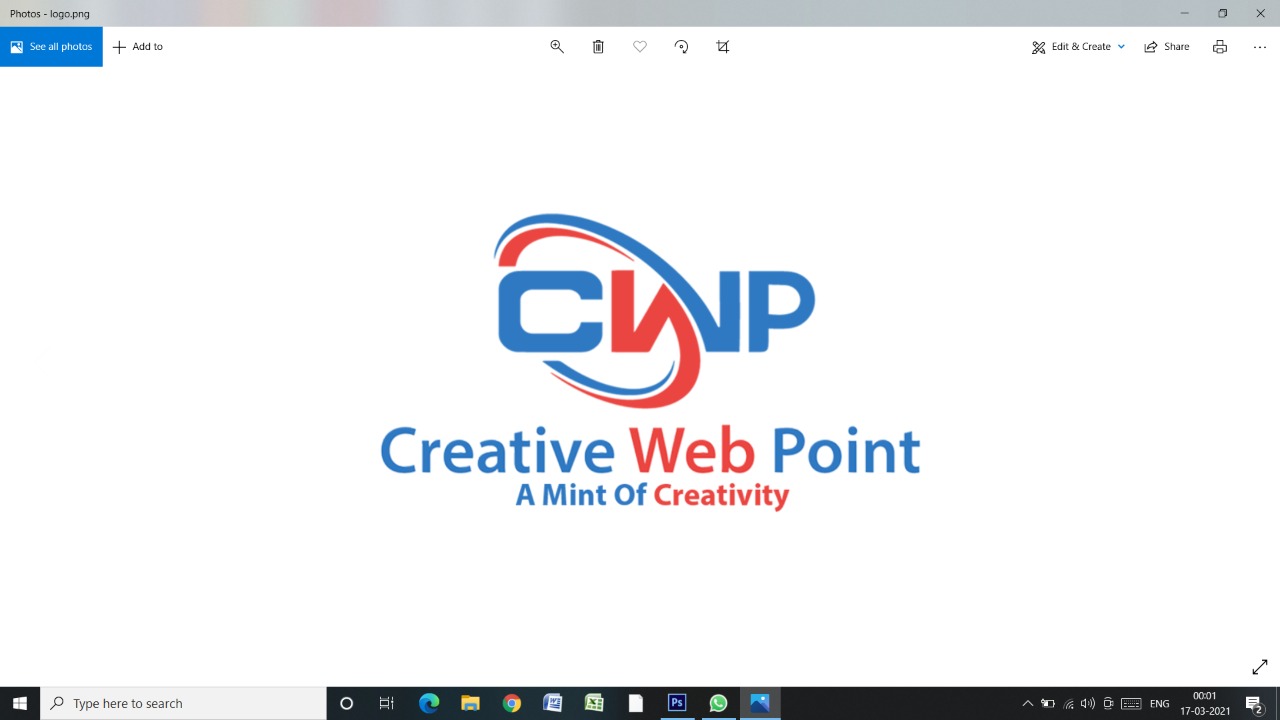 Photos - logo.png
See all photos
Add to
Edit & Create
Share
CWP
Creative Web Point
A Mint Of Creativity
Type here to search
Ps
ENG
00:01
17-03-2021
2